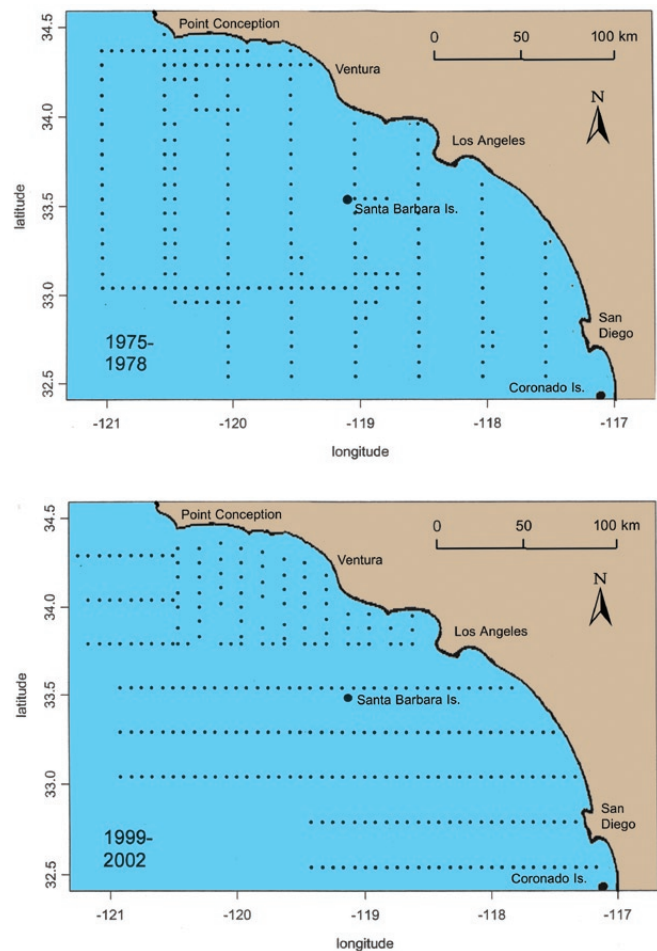 Point Conception
0 50 100 km
Ventura
N
Los Angeles
Santa Barbara Is.
San
Diego
Coronado Is.
1975-
1978
34.5
34.0
33.5
33.0
32.5
latitude
-121 -120 -119 -118 -117
longitude
Point Conception
0 50 100 km
Ventura
N
Los Angeles
Santa Barbara Is.
San
Diego
Coronado Is.
1999-
2002
34.5
34.0
33.5
33.0
32.5
latitude
-121 -120 -119 -118 -117
longitude